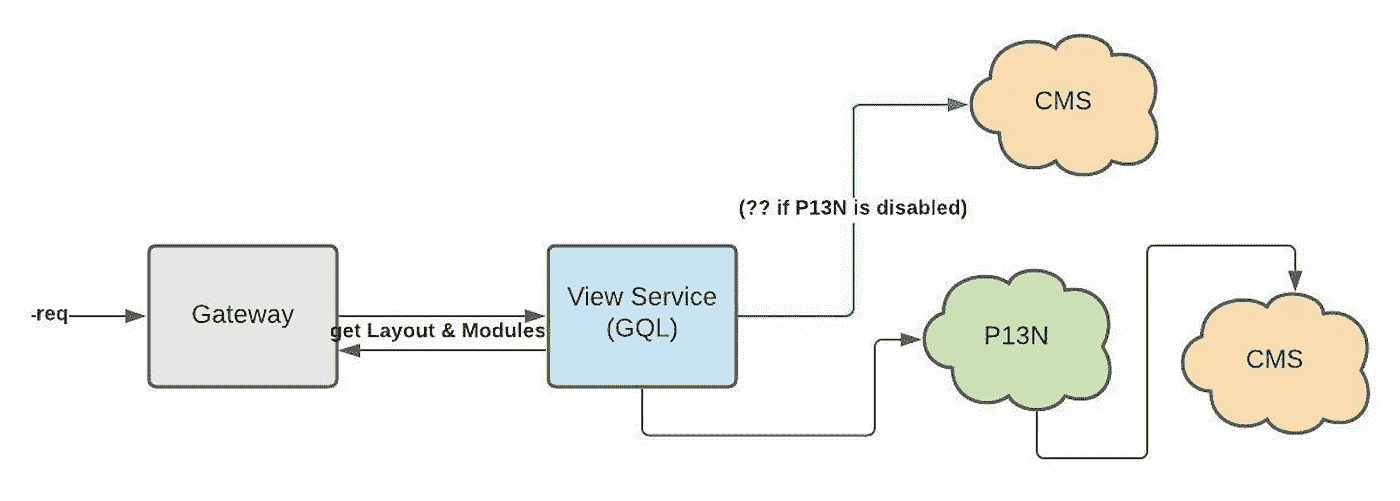 CMS
(?? if P13N is disabled)
-req
Gateway
get Layout & Modules
View Service
(GQL)
P13N
CMS